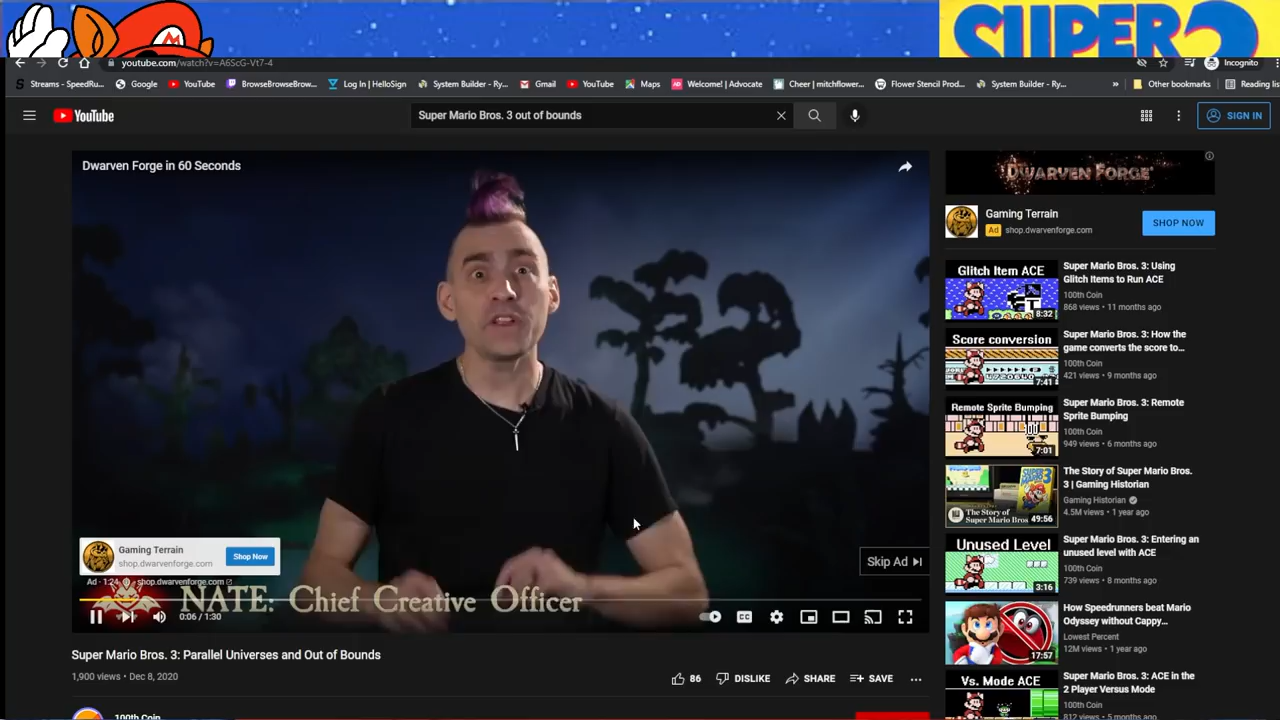 SUPER
M
youtube.com/watch?v=A6ScG-Vt7-4
Incognito
Streams - SpeedRu...
Google
YouTube
BrowseBrowseBrow...
Log In | HelloSign
System Builder - Ry...
Gmail
YouTube
Maps
Welcome! | Advocate
Cheer | mitchflower...
Flower Stencil Prod...
System Builder - Ry...
»
Other bookmarks
Reading lis
YouTube
Super Mario Bros. 3 out of bounds
SIGN IN
Dwarven Forge in 60 Seconds
Gaming Terrain
shop.dwarvenforge.com
Shop Now
Ad · 1:24
shop.dwarvenforge.com
Skip Ad
NATE: Chief Creative Officer
0:06 / 1:30
CC
Super Mario Bros. 3: Parallel Universes and Out of Bounds
1,900 views • Dec 8, 2020
86
DISLIKE
SHARE
SAVE
...
100th Coin
DWARVEN FORGE
Gaming Terrain
Ad shop.dwarvenforge.com
SHOP NOW
Glitch Item ACE
8:32
Super Mario Bros. 3: Using
Glitch Items to Run ACE
100th Coin
868 views • 11 months ago
Score conversion
7:41
Super Mario Bros. 3: How the
game converts the score to...
100th Coin
421 views • 9 months ago
Remote Sprite Bumping
7:01
Super Mario Bros. 3: Remote
Sprite Bumping
100th Coin
949 views • 6 months ago
The Story of
Super Mario Bros
49:56
The Story of Super Mario Bros.
3 | Gaming Historian
Gaming Historian
4.5M views • 1 year ago
Unused Level
3:16
Super Mario Bros. 3: Entering an
unused level with ACE
100th Coin
739 views • 8 months ago
17:57
How Speedrunners beat Mario
Odyssey without Cappy...
Lowest Percent
12M views • 1 year ago
Vs. Mode ACE
Super Mario Bros. 3: ACE in the
2 Player Versus Mode
100th Coin
812 views • 5 months ago